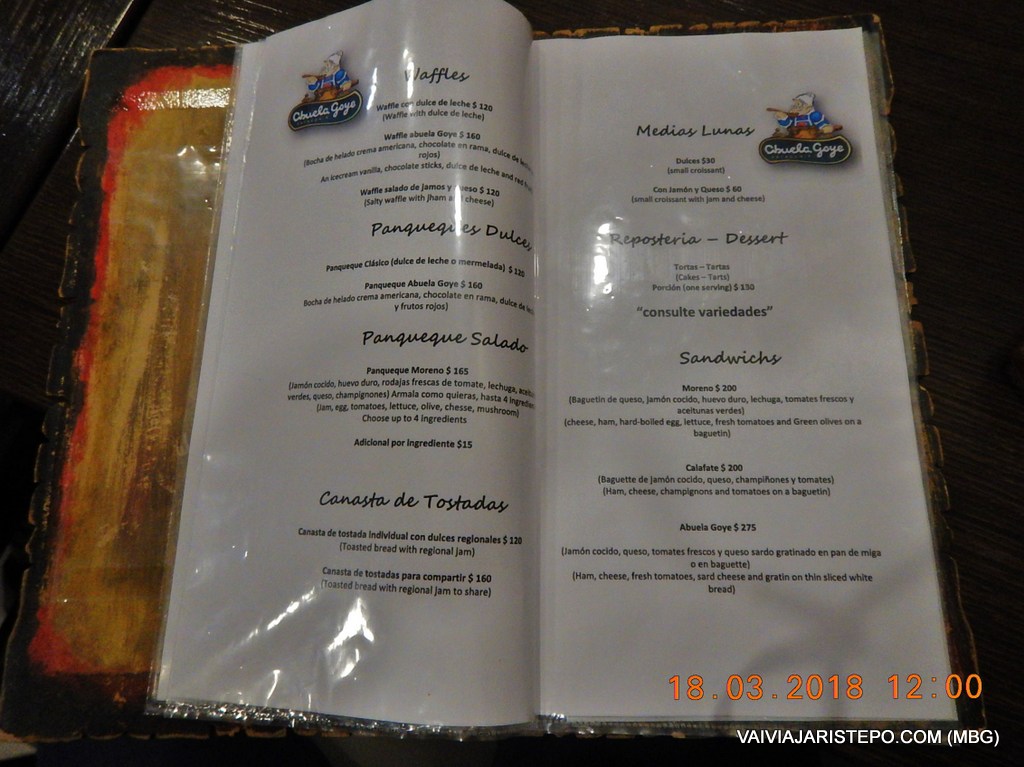 Abuela Goye
Waffles
Waffle con dulce de leche $ 120
(Waffle with dulce de leche)
Waffle abuela Goye $ 160
(Bocha de helado crema americana, chocolate en rama, dulce de
rojos)
An icecream vanilla, chocolate sticks, dulce de leche and red
Waffle salado de Jamos y queso $ 120
(Salty waffle with Jham and cheese)
Panqueques Dulces
Panqueque Clásico (dulce de leche o mermelada) $ 120
Panqueque Abuela Goye $ 160
Bocha de helado crema americana, chocolate en rama, dulce de
y frutos rojos)
Panqueque Salado
Panqueque Moreno $ 165
(Jamón cocido, huevo duro, rodajas frescas de tomate, lechuga,
verdes, queso, champignones) Armala como quieras, hasta 4
(Jam, egg, tomatoes, lettuce, olive, chesse, mushroom)
Choose up to 4 ingredients
Adicional por ingrediente $15
Canasta de Tostadas
Canasta de tostada individual con dulces regionales $ 120
(Toasted bread with regional jam)
Canasta de tostadas para compartir $ 160
(Toasted bread with regional jam to share)
Abuela Goye
Medias Lunas
Dulces $30
(small croissant)
Con Jamón y Queso $ 60
(small croissant with jam and cheese)
Reposteria – Dessert
Tortas – Tartas
(Cakes – Tarts)
Porción (one serving) $ 150
"consulte variedades"
Sandwichs
Moreno $ 200
(Baguetin de queso, jamón cocido, huevo duro, lechuga, tomates frescos y
aceitunas verdes)
(cheese, ham, hard-boiled egg, lettuce, fresh tomatoes and Green olives on a
baguetin)
Calafate $ 200
(Baguette de jamón cocido, queso, champiñones y tomates)
(Ham, cheese, champignons and tomatoes on a baguetin)
Abuela Goye $ 275
(Jamón cocido, queso, tomates frescos y queso sardo gratinado en pan de miga
o en baguette)
(Ham, cheese, fresh tomatoes, sard cheese and gratin on thin sliced white
bread)
18.03.2018 12:00
VAIVIAJARISTEPO.COM (MBG)